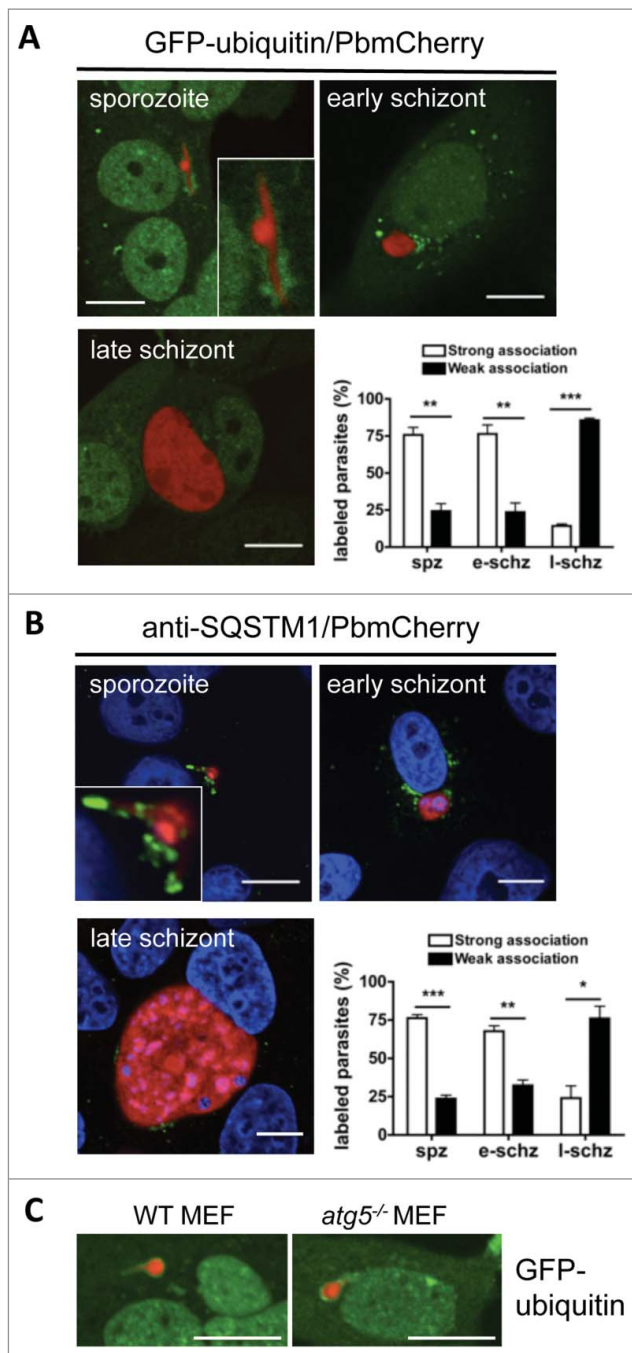 A
GFP-ubiquitin/PbmCherry
sporozoite
early schizont
late schizont
Strong association
Weak association
labeled parasites (%)
100
75
50
25
0
**
**
***
spz
e-schz
l-schz
B
anti-SQSTM1/PbmCherry
sporozoite
early schizont
late schizont
Strong association
Weak association
labeled parasites (%)
100
75
50
25
0
***
**
*
spz
e-schz
l-schz
C
WT MEF
atg5-/- MEF
GFP-
ubiquitin